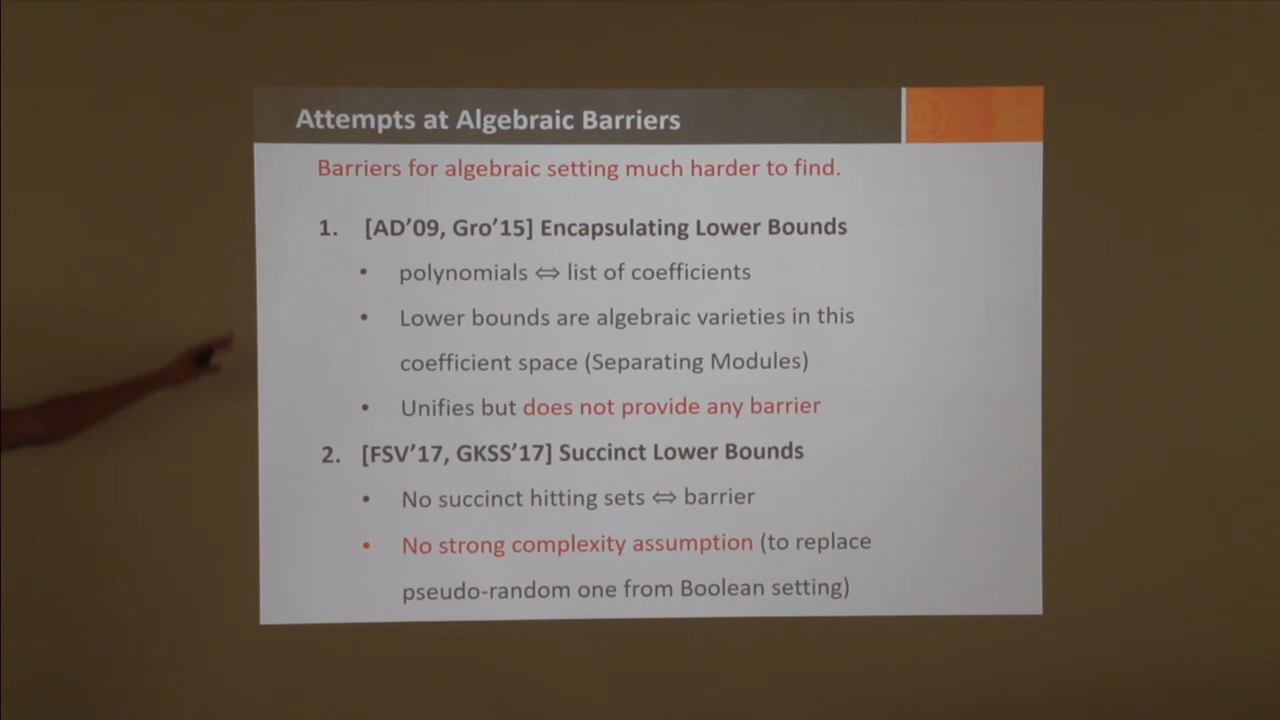 Attempts at Algebraic Barriers
Barriers for algebraic setting much harder to find.
1. [AD'09, Gro'15] Encapsulating Lower Bounds
• polynomials ⇔ list of coefficients
• Lower bounds are algebraic varieties in this
coefficient space (Separating Modules)
• Unifies but does not provide any barrier
2. [FSV'17, GKSS'17] Succinct Lower Bounds
• No succinct hitting sets ⇔ barrier
• No strong complexity assumption (to replace
pseudo-random one from Boolean setting)